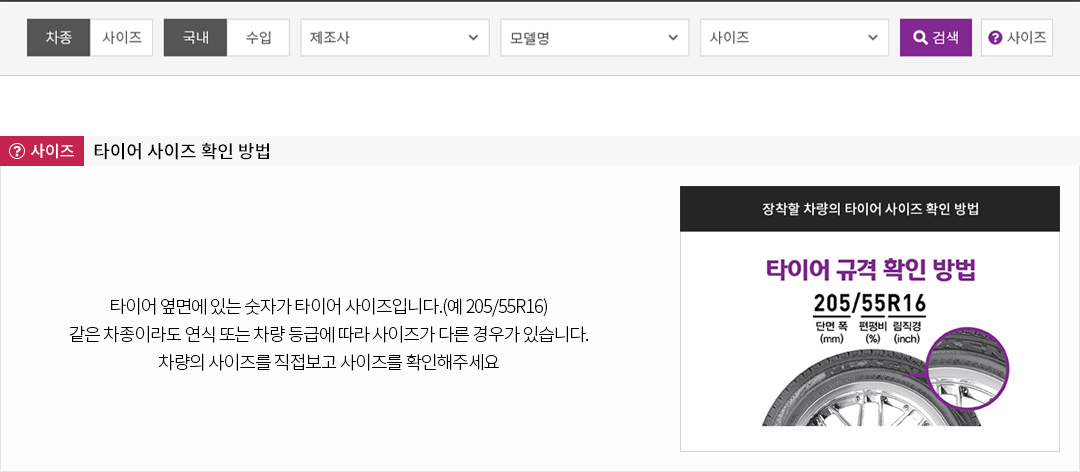 차종 사이즈 국내 수입 제조사 모델명 사이즈 검색 ? 사이즈
? 사이즈 타이어 사이즈 확인 방법
타이어 옆면에 있는 숫자가 타이어 사이즈입니다.(예 205/55R16)
같은 차종이라도 연식 또는 차량 등급에 따라 사이즈가 다른 경우가 있습니다.
차량의 사이즈를 직접보고 사이즈를 확인해주세요
장착할 차량의 타이어 사이즈 확인 방법
타이어 규격 확인 방법
205/55R16
단면 폭 편평비 림직경
(mm) (%) (inch)